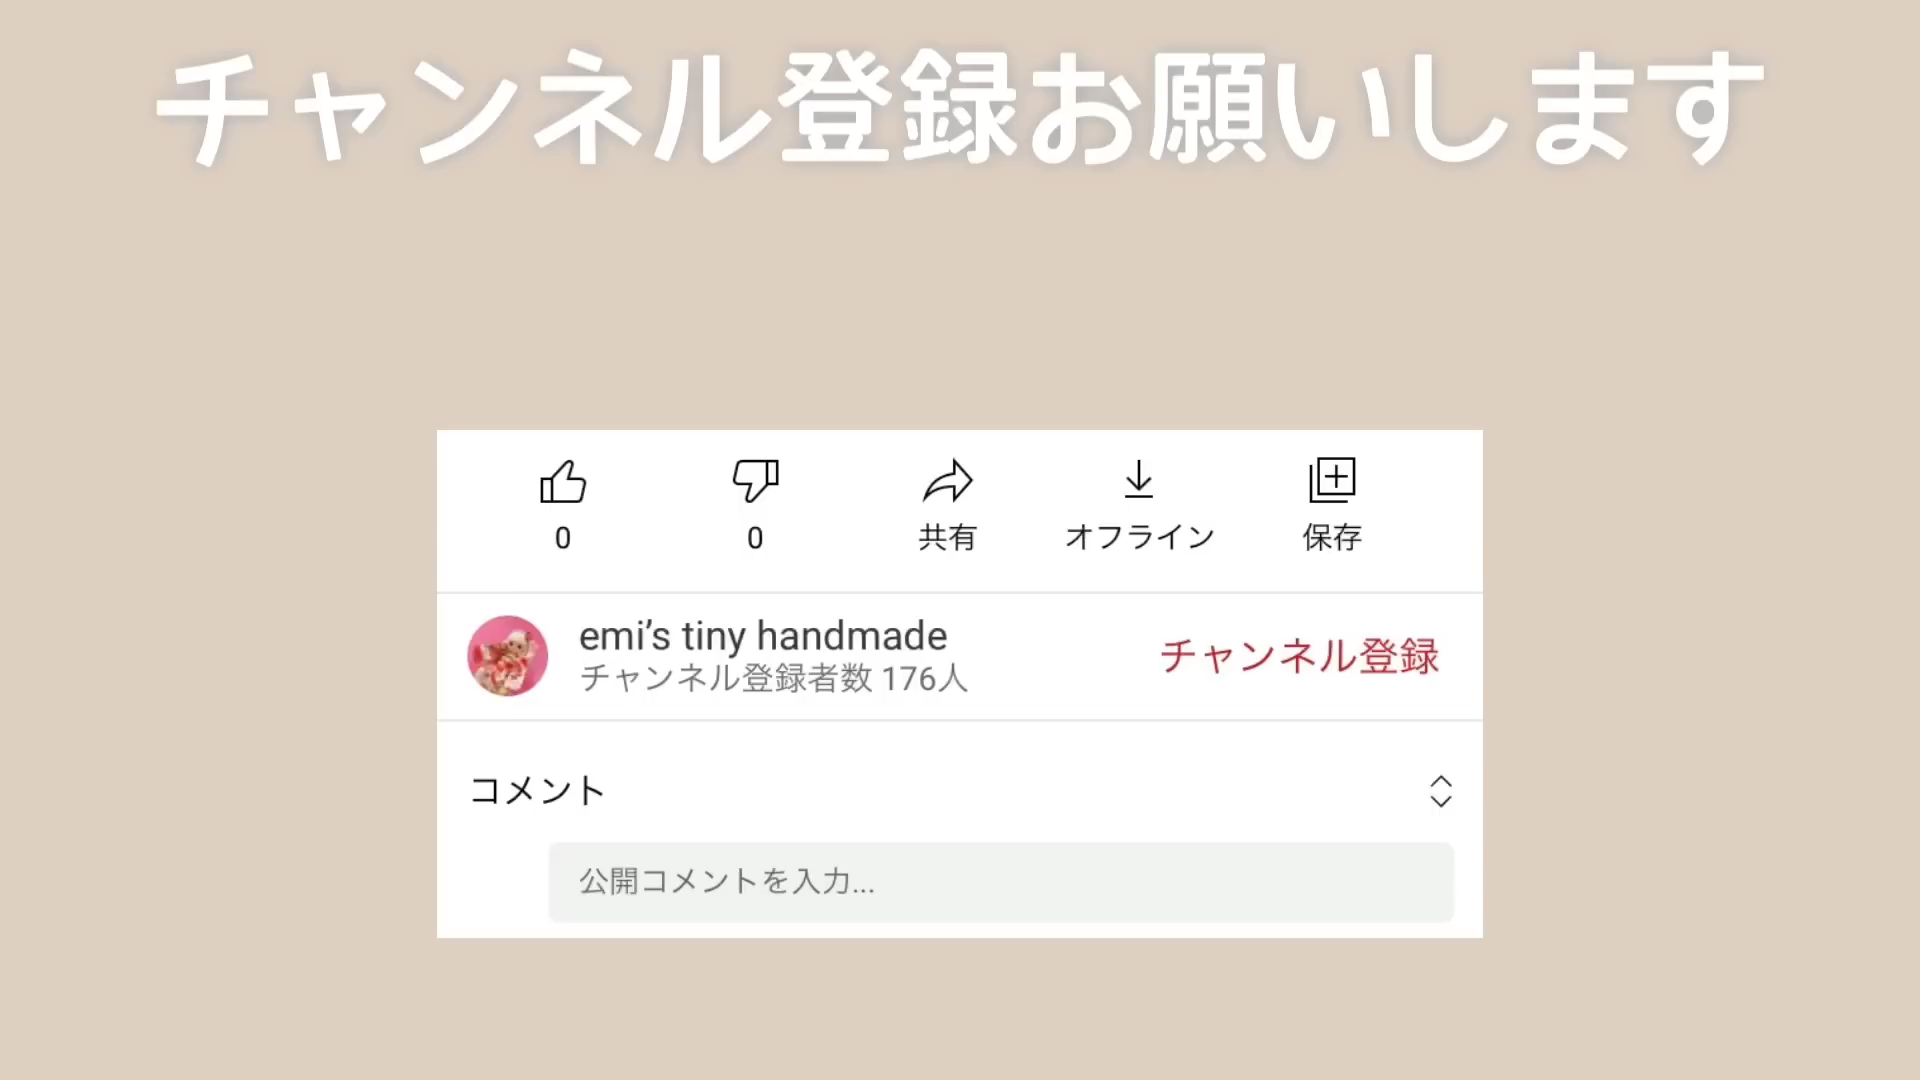 チャンネル登録お願いします
0 0 共有 オフライン 保存
emi’s tiny handmade
チャンネル登録者数 176人
チャンネル登録
コメント
公開コメントを入力...